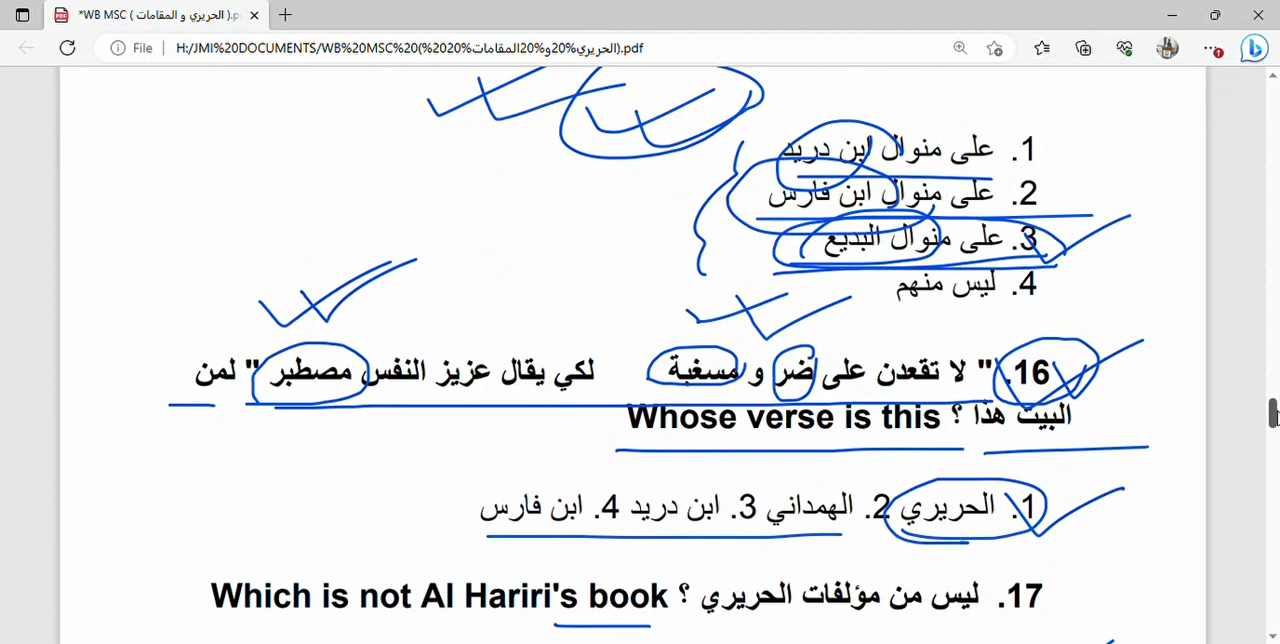 *WB MSC ( الحريري و المقامات ).p
File H:/JMI%20DOCUMENTS/WB%20MSC%20(%2020%الحريري%20و%20المقامات).pdf
1. على منوال ابن دريد
2. على منوال ابن فارس
3. على منوال البديع
4. ليس منهم
16. " لا تقعدن على ضر و مسغبة لكي يقال عزيز النفس مصطبر " لمن
البيت هذا ؟ Whose verse is this
1. الحريري 2. الهمداني 3. ابن دريد 4. ابن فارس
17. ليس من مؤلفات الحريري ؟ Which is not Al Hariri's book